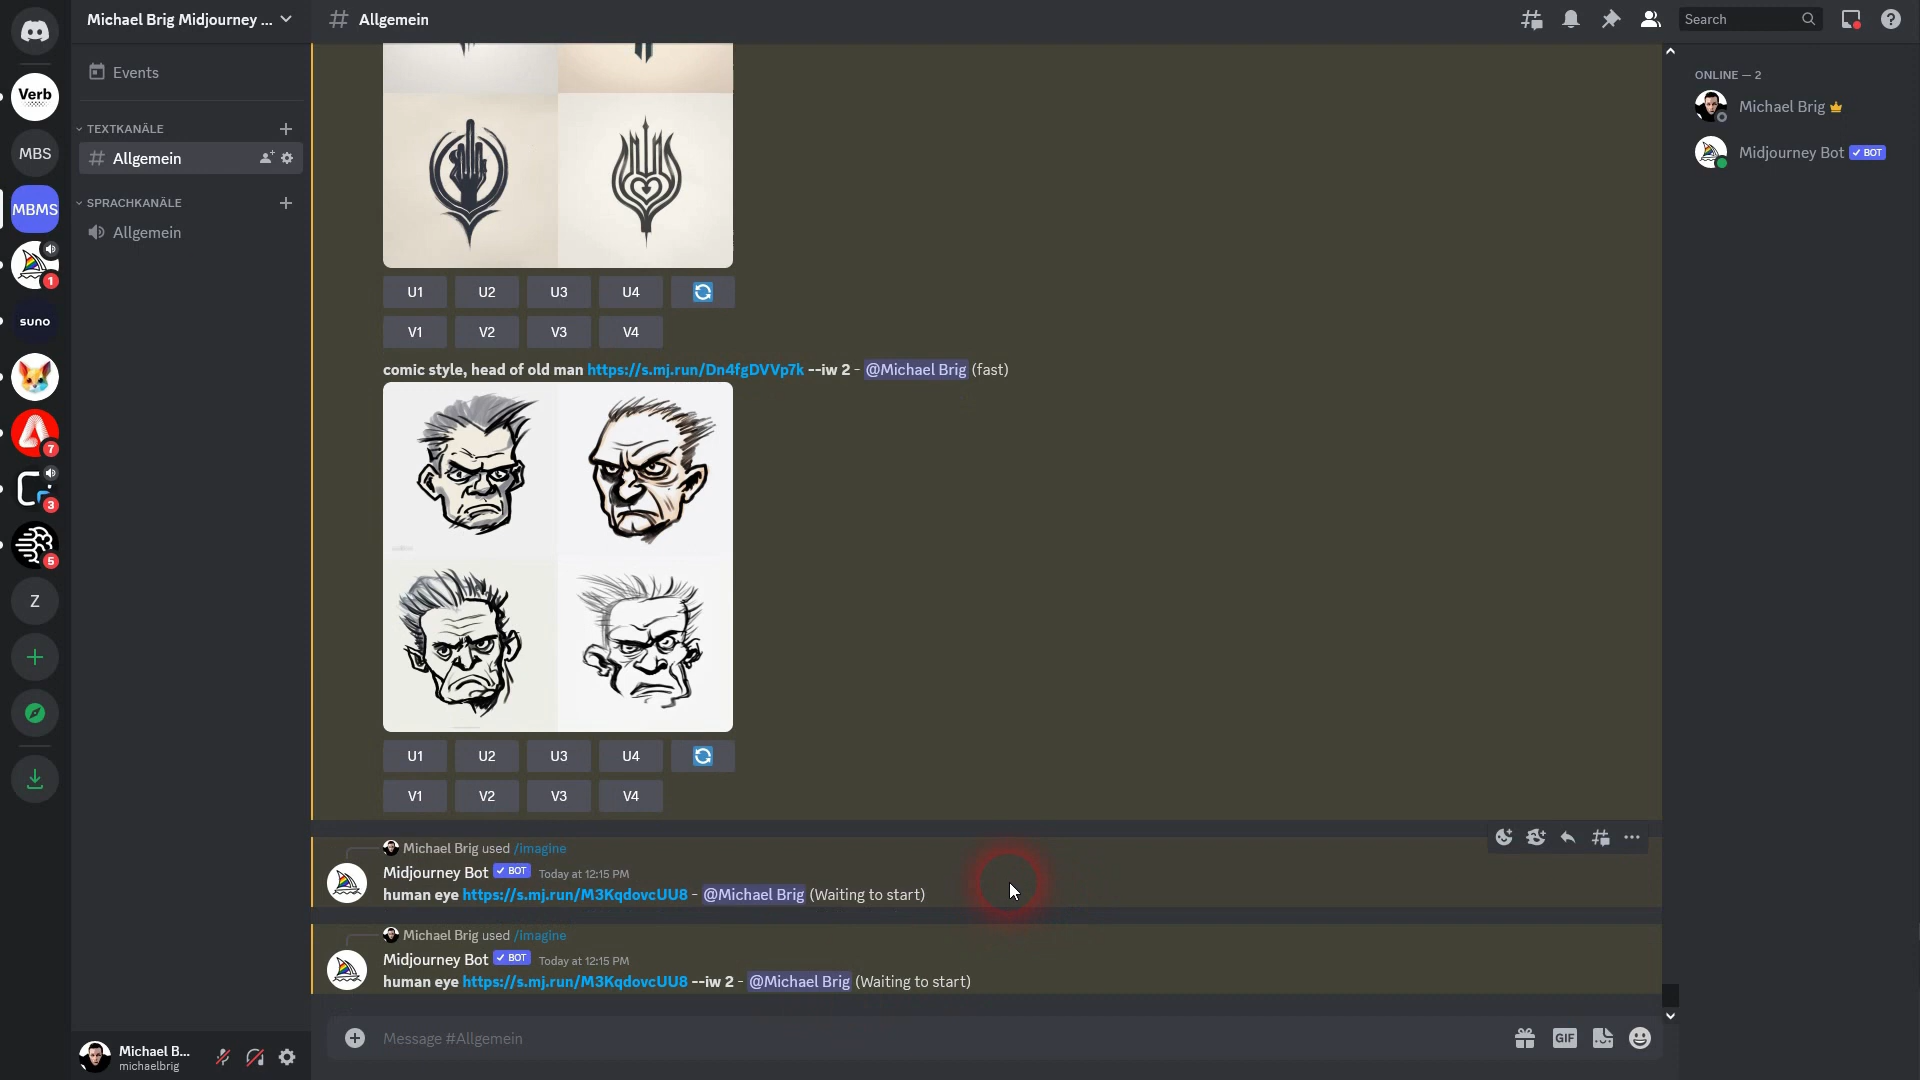 Michael Brig Midjourney ...
# Allgemein
Search
Events
ONLINE — 2
Verb
Michael Brig
TEXTKANÄLE
MBS
Allgemein
Midjourney Bot ✓ BOT
MBMS
SPRACHKANÄLE
Allgemein
1
U1 U2 U3 U4
suno
V1 V2 V3 V4
comic style, head of old man https://s.mj.run/Dn4fgDVVp7k --iw 2 - @Michael Brig (fast)
7
3
5
Z
U1 U2 U3 U4
V1 V2 V3 V4
Michael Brig used /imagine
Midjourney Bot ✓ BOT Today at 12:15 PM
human eye https://s.mj.run/M3KqdovcUU8 - @Michael Brig (Waiting to start)
Michael Brig used /imagine
Midjourney Bot ✓ BOT Today at 12:15 PM
human eye https://s.mj.run/M3KqdovcUU8 --iw 2 - @Michael Brig (Waiting to start)
Message #Allgemein
GIF
Michael B...
michaelbrig